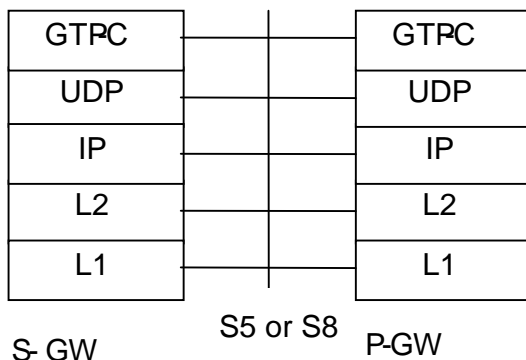 GTP-C GTP-C
UDP UDP
IP IP
L2 L2
L1 L1
S- GW S5 or S8 P-GW